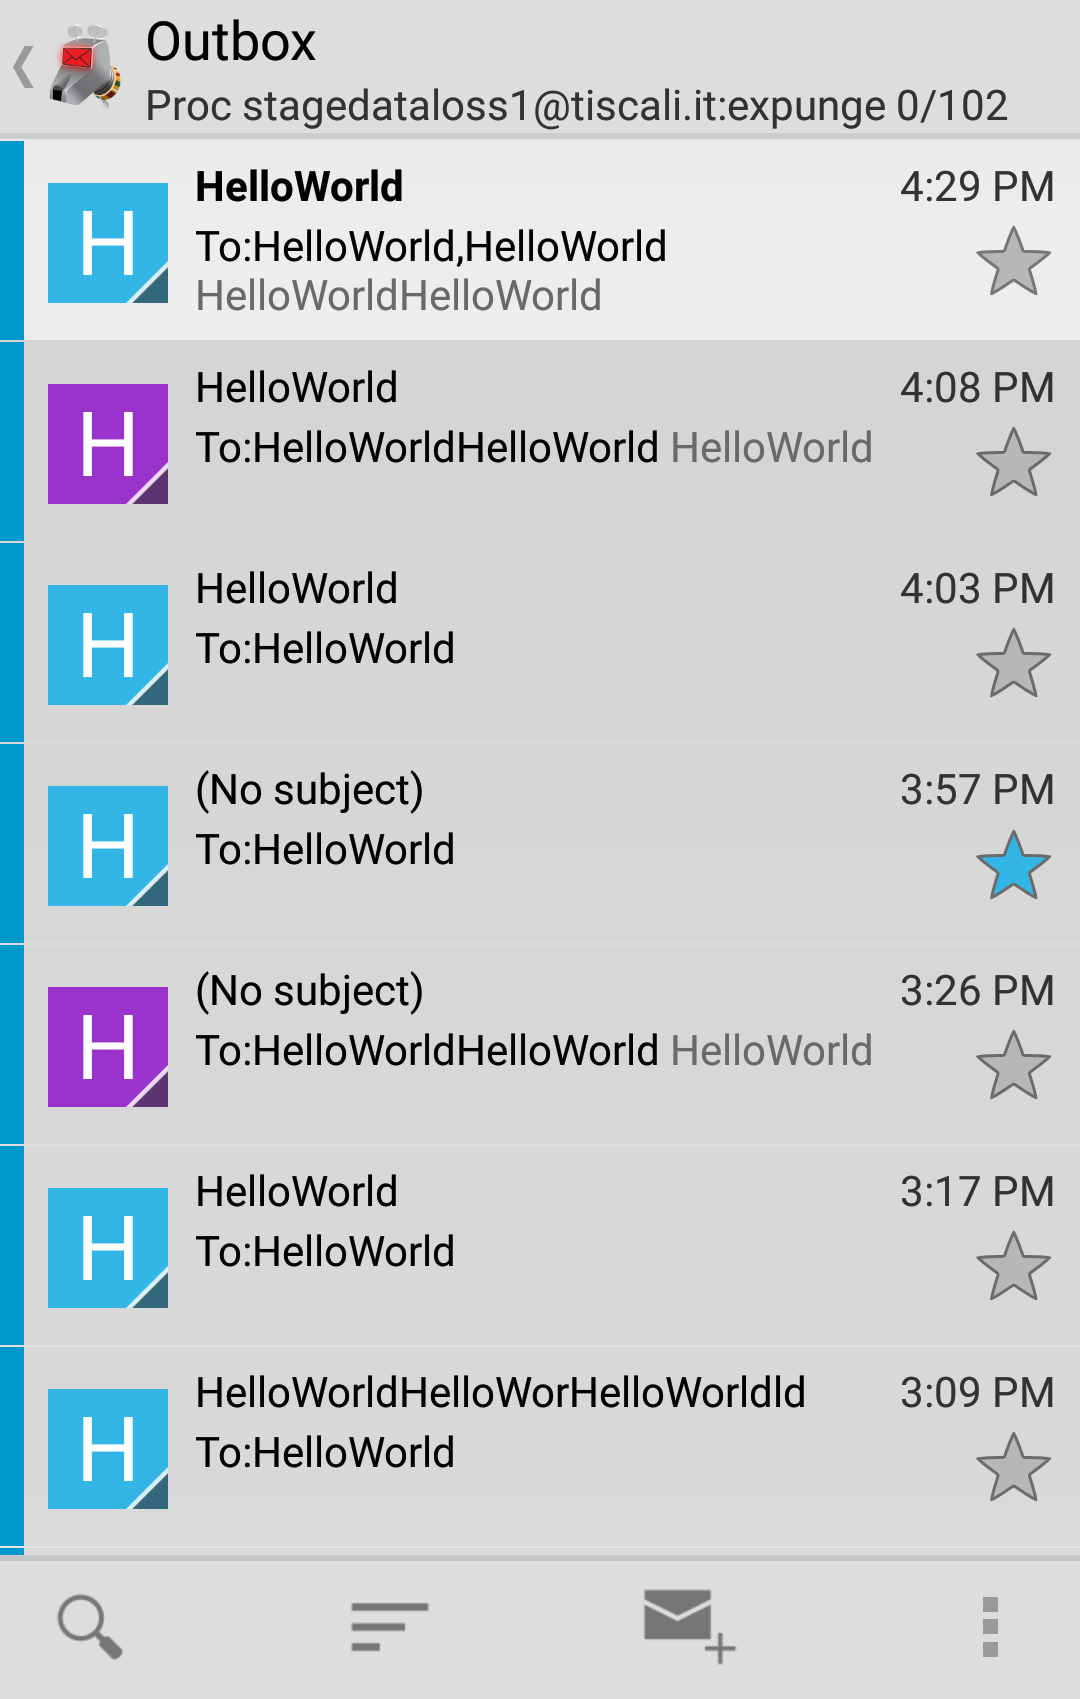 Outbox
Proc stagedataloss1@tiscali.it:expunge 0/102
HelloWorld 4:29 PM
H
To:HelloWorld,HelloWorld
HelloWorldHelloWorld
HelloWorld 4:08 PM
H
To:HelloWorldHelloWorld HelloWorld
HelloWorld 4:03 PM
H
To:HelloWorld
(No subject) 3:57 PM
H
To:HelloWorld
(No subject) 3:26 PM
H
To:HelloWorldHelloWorld HelloWorld
HelloWorld 3:17 PM
H
To:HelloWorld
HelloWorldHelloWorHelloWorldld 3:09 PM
H
To:HelloWorld